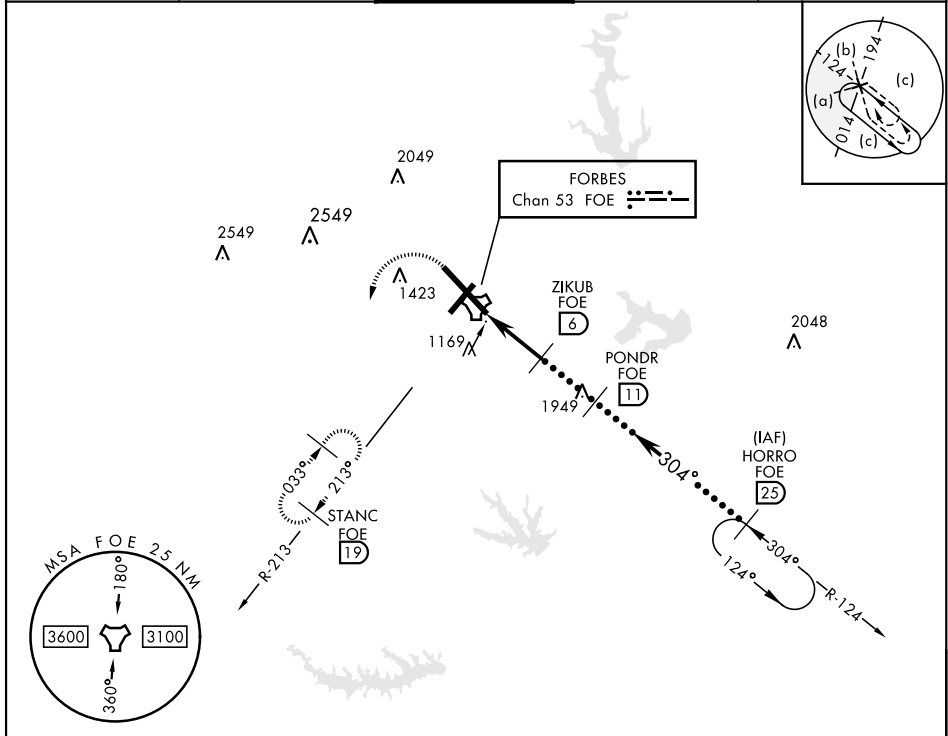 (b)
194
124
(c)
(a)
014
(c)
2049
FORBES
Chan 53 FOE
2549
2549
1423
ZIKUB
FOE
6
1169
2048
PONDR
FOE
11
1949
(IAF)
HORRO
FOE
25
304°
033°
213°
STANC
FOE
19
304°
124°
R-213
R-124
MSA FOE 25 NM
180°
3600
3100
360°